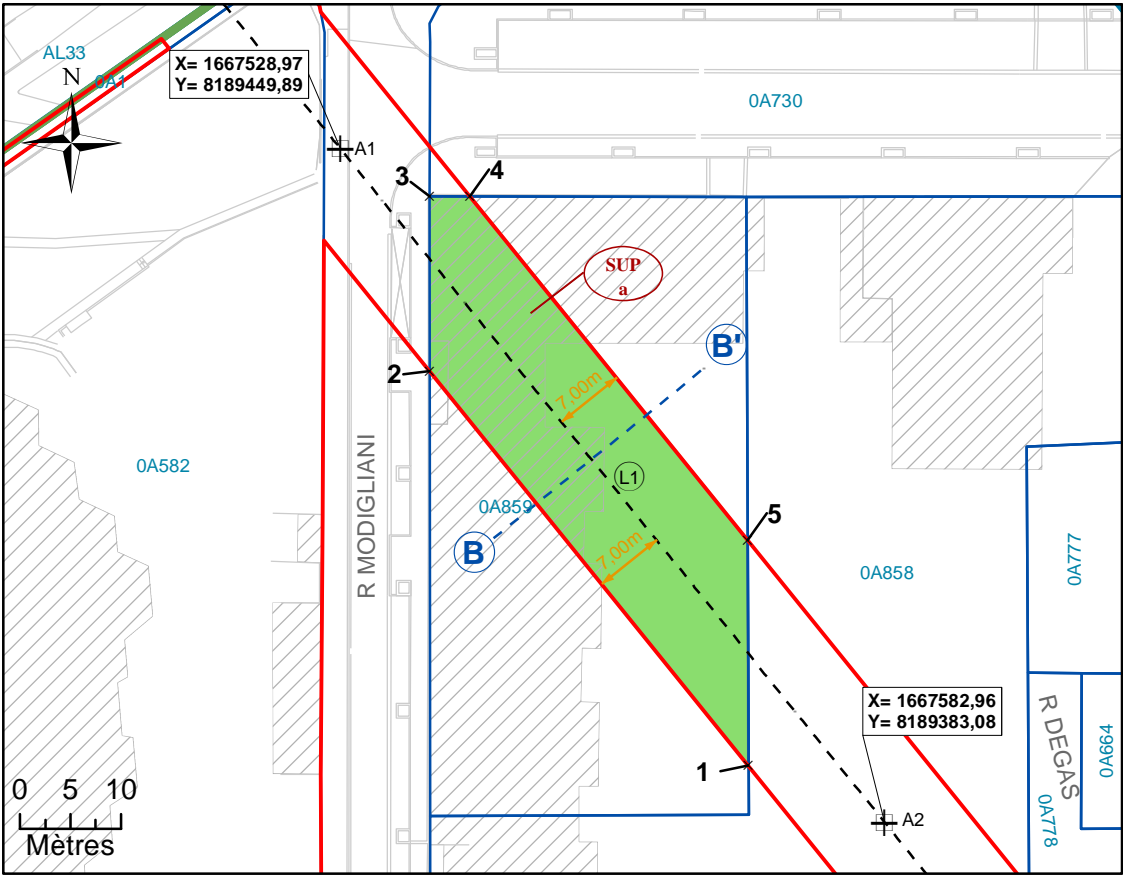 AL33
0A1
N
X= 1667528,97
Y= 8189449,89
A1
0A730
3
4
SUP
a
B'
2
7,00m
0A582
R MODIGLIANI
0A859
L1
B
7,00m
5
0A858
0A777
1
X= 1667582,96
Y= 8189383,08
A2
R DEGAS
0A664
0A778
0 5 10
Mètres